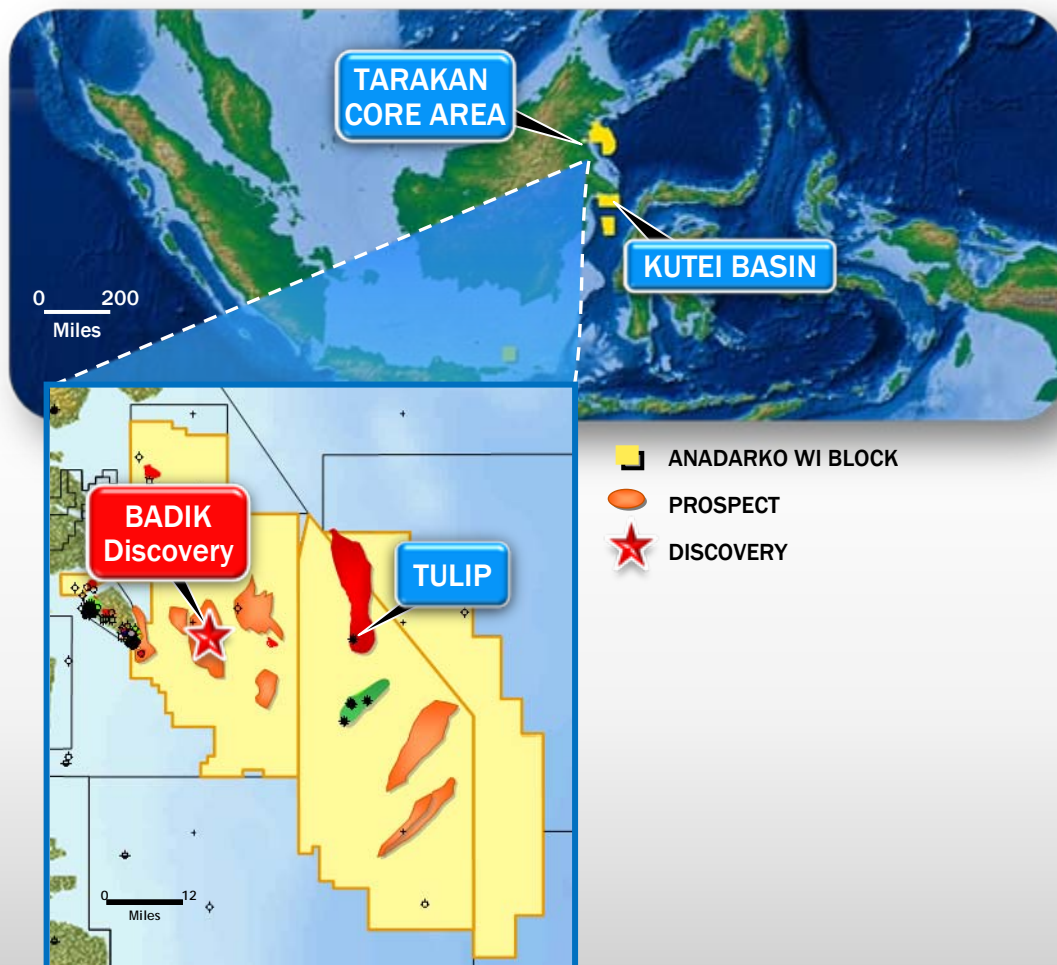 TARAKAN
CORE AREA
KUTEI BASIN
0 200
Miles
BADIK
Discovery
TULIP
0 12
Miles
ANADARKO WI BLOCK
PROSPECT
DISCOVERY